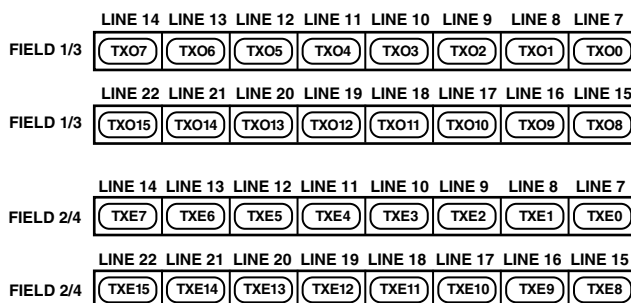 LINE 14 LINE 13 LINE 12 LINE 11 LINE 10 LINE 9 LINE 8 LINE 7
FIELD 1/3 TXO7 TXO6 TXO5 TXO4 TXO3 TXO2 TXO1 TXO0
LINE 22 LINE 21 LINE 20 LINE 19 LINE 18 LINE 17 LINE 16 LINE 15
FIELD 1/3 TXO15 TXO14 TXO13 TXO12 TXO11 TXO10 TXO9 TXO8
LINE 14 LINE 13 LINE 12 LINE 11 LINE 10 LINE 9 LINE 8 LINE 7
FIELD 2/4 TXE7 TXE6 TXE5 TXE4 TXE3 TXE2 TXE1 TXE0
LINE 22 LINE 21 LINE 20 LINE 19 LINE 18 LINE 17 LINE 16 LINE 15
FIELD 2/4 TXE15 TXE14 TXE13 TXE12 TXE11 TXE10 TXE9 TXE8